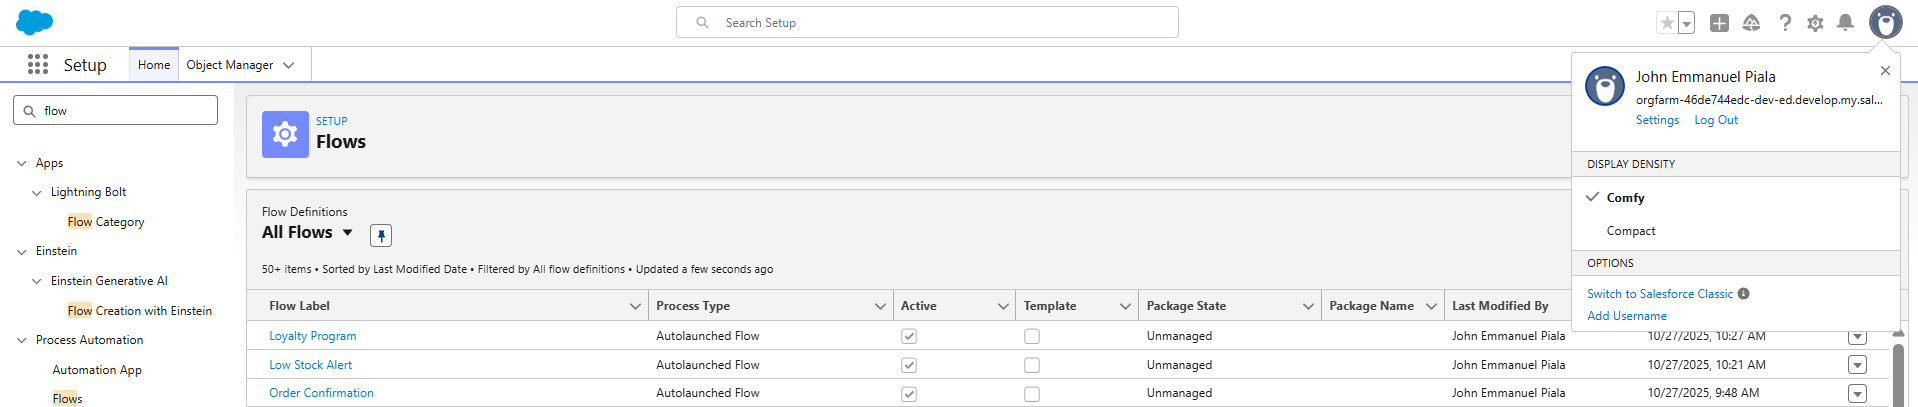 Search Setup
Setup
Home
Object Manager
John Emmanuel Piala
orgfarm-46de744edc-dev-ed.develop.my.sal...
Settings Log Out
DISPLAY DENSITY
Comfy
Compact
OPTIONS
Switch to Salesforce Classic
Add Username
flow
Apps
Lightning Bolt
Flow Category
Einstein
Einstein Generative AI
Flow Creation with Einstein
Process Automation
Automation App
Flows
SETUP
Flows
Flow Definitions
All Flows
50+ items • Sorted by Last Modified Date • Filtered by All flow definitions • Updated a few seconds ago
Flow Label Process Type Active Template Package State Package Name Last Modified By
Loyalty Program Autolaunched Flow Unmanaged John Emmanuel Piala 10/27/2025, 10:27 AM
Low Stock Alert Autolaunched Flow Unmanaged John Emmanuel Piala 10/27/2025, 10:21 AM
Order Confirmation Autolaunched Flow Unmanaged John Emmanuel Piala 10/27/2025, 9:48 AM